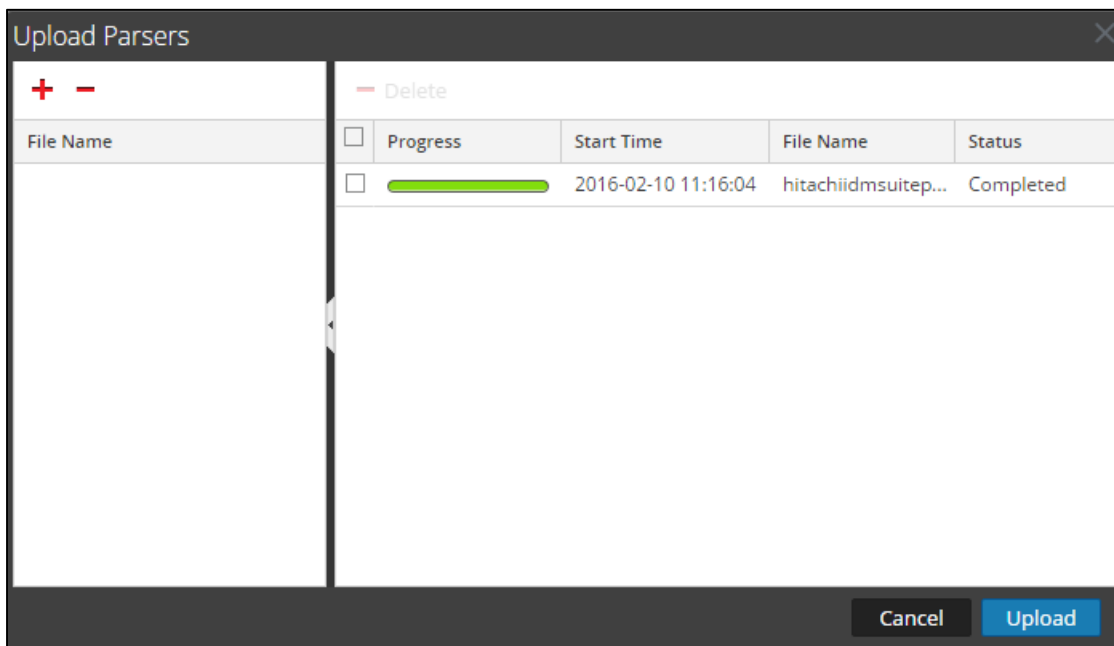 Upload Parsers
Delete
File Name
Progress Start Time File Name Status
2016-02-10 11:16:04 hitachiidmsuitep... Completed
Cancel Upload